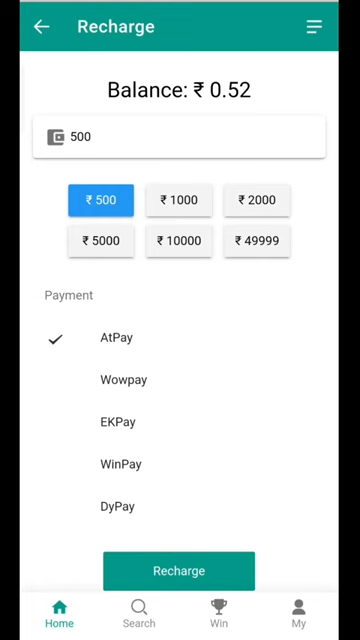 Recharge
Balance: ₹ 0.52
500
₹ 500 ₹ 1000 ₹ 2000
₹ 5000 ₹ 10000 ₹ 49999
Payment
AtPay
Wowpay
EKPay
WinPay
DyPay
Recharge
Home Search Win My